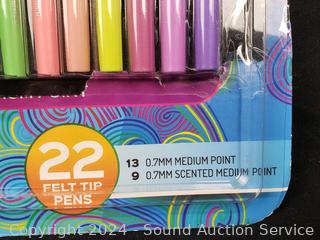 22
FELT TIP
PENS
13 0.7MM MEDIUM POINT
9 0.7MM SCENTED MEDIUM POINT
Copyright 2024 - Sound Auction Service